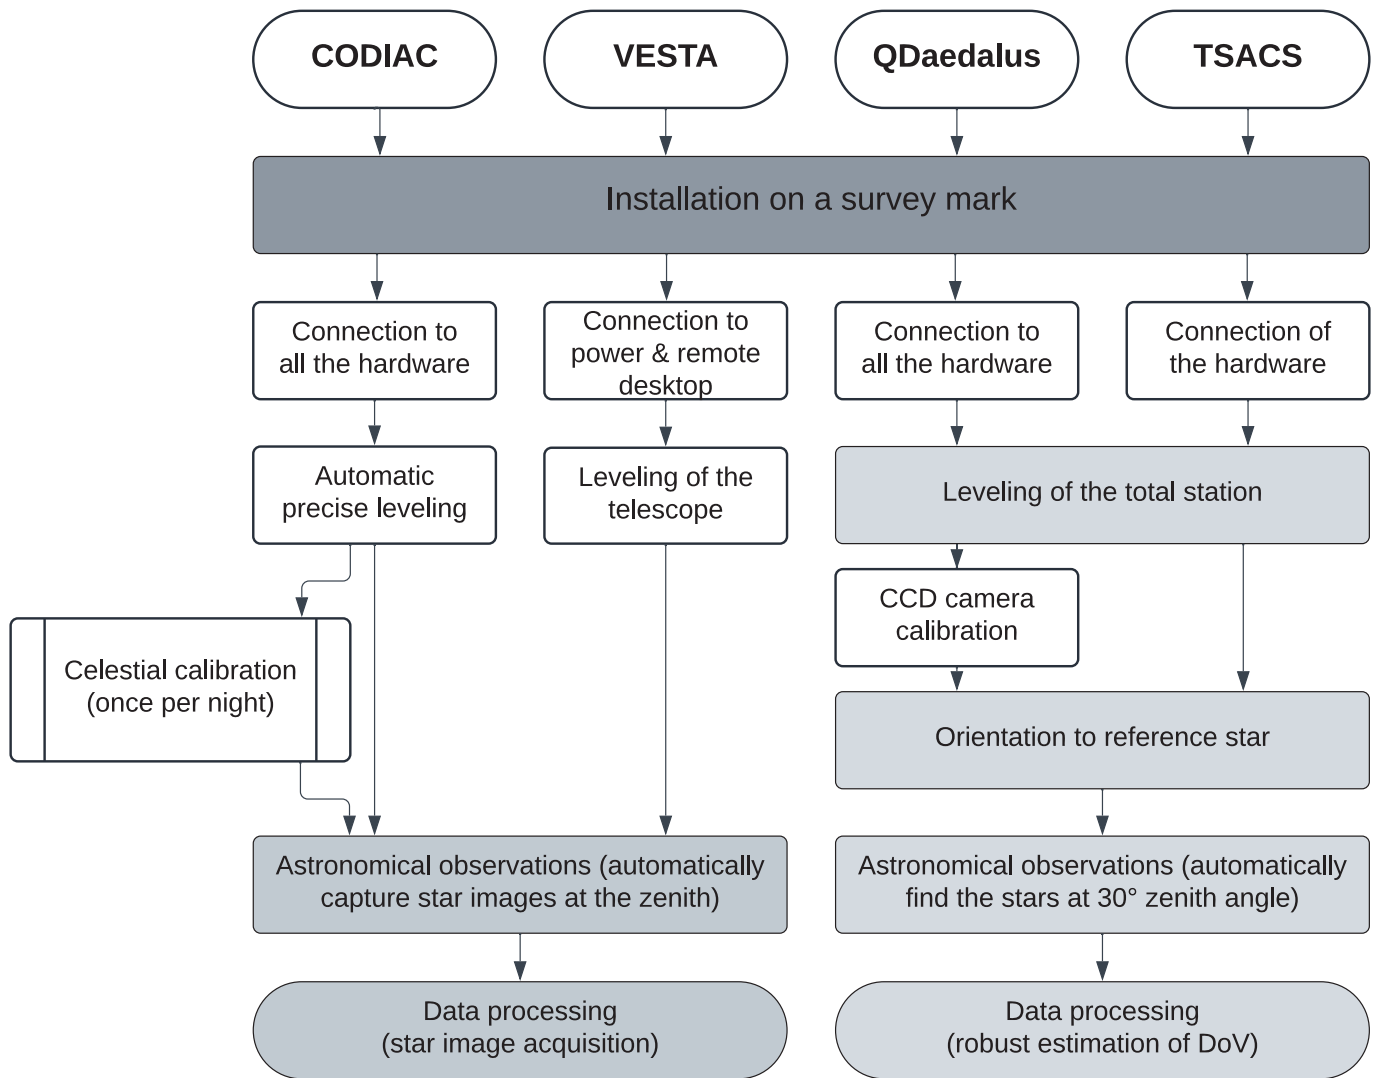 CODIAC
VESTA
QDaedalus
TSACS
Installation on a survey mark
Connection to
all the hardware
Connection to
power & remote
desktop
Connection to
all the hardware
Connection of
the hardware
Automatic
precise leveling
Leveling of the
telescope
Leveling of the total station
CCD camera
calibration
Celestial calibration
(once per night)
Orientation to reference star
Astronomical observations (automatically
capture star images at the zenith)
Astronomical observations (automatically
find the stars at 30° zenith angle)
Data processing
(star image acquisition)
Data processing
(robust estimation of DoV)